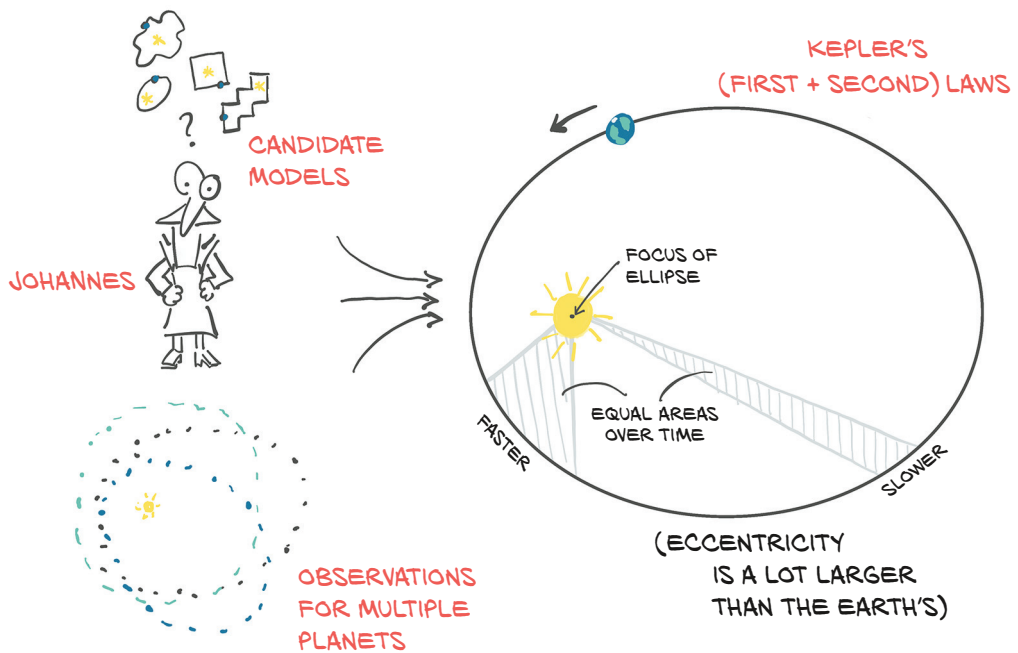 ?
CANDIDATE
MODELS
JOHANNES
OBSERVATIONS
FOR MULTIPLE
PLANETS
KEPLER'S
(FIRST + SECOND) LAWS
FOCUS OF
ELLIPSE
EQUAL AREAS
OVER TIME
FASTER
SLOWER
(ECCENTRICITY
IS A LOT LARGER
THAN THE EARTH'S)